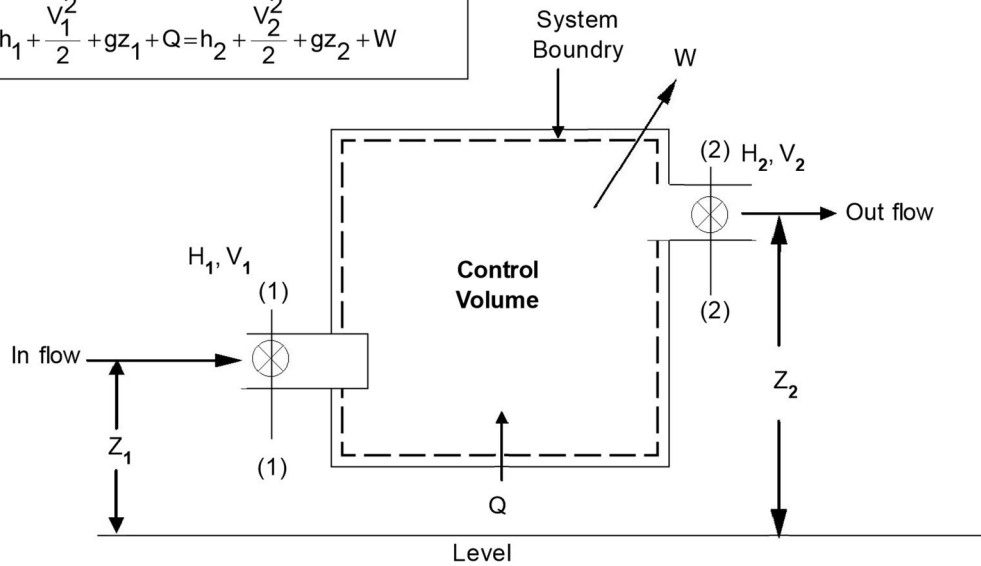 h₁ + V₁²/2 + gz₁ + Q = h₂ + V₂²/2 + gz₂ + W
System
Boundry
W
(2) H₂, V₂
Out flow
H₁, V₁
(1)
Control
Volume
(2)
In flow
Z₂
Z₁
(1)
Q
Level